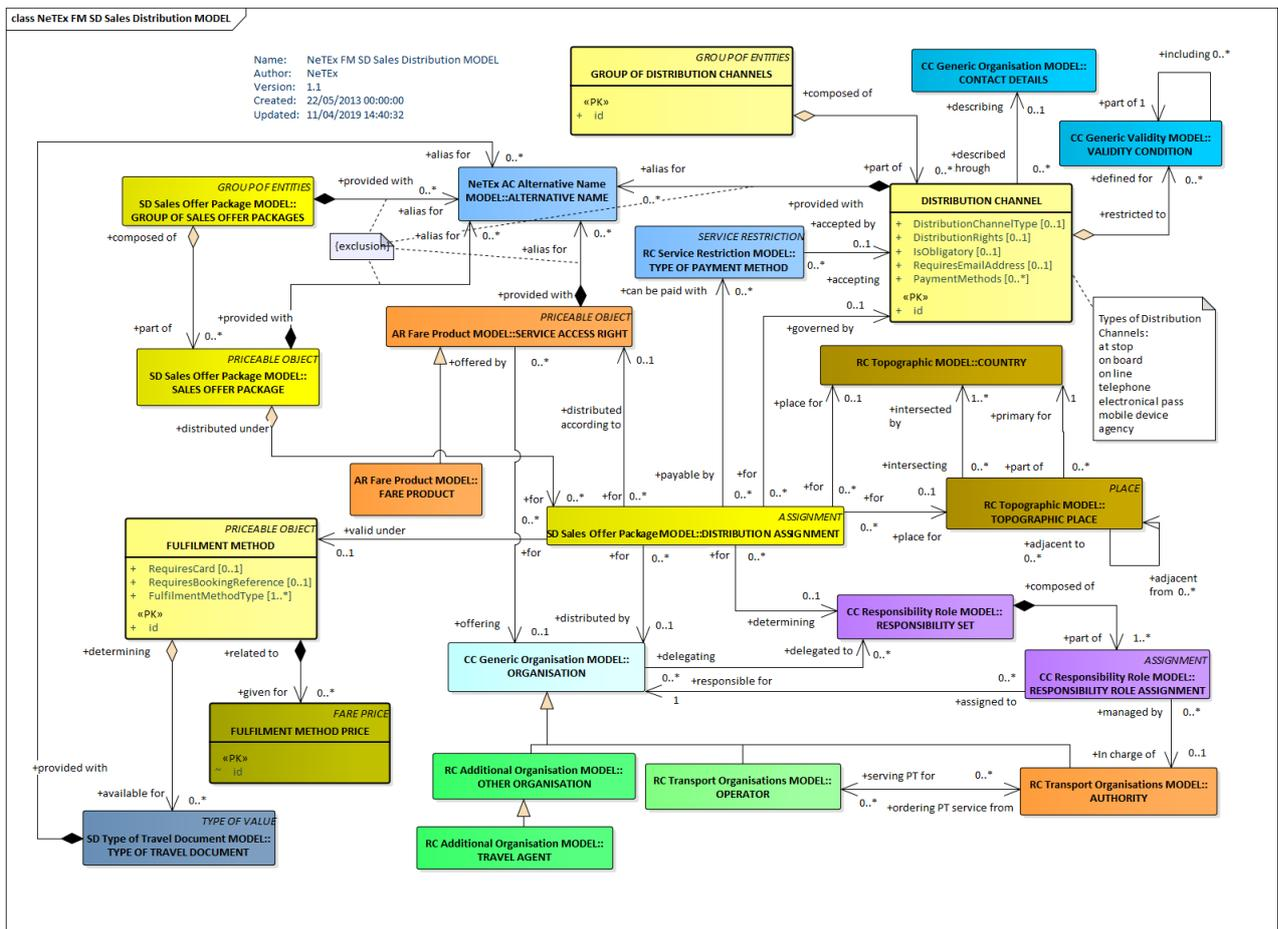 class NeTEx FM SD Sales Distribution MODEL
Name: NeTEx FM SD Sales Distribution MODEL
Author: NeTEx
Version: 1.1
Created: 22/05/2013 00:00:00
Updated: 11/04/2019 14:40:32
GROUP OF ENTITIES
GROUP OF DISTRIBUTION CHANNELS
«PK»
+ id
+composed of
CC Generic Organisation MODEL::
CONTACT DETAILS
+describing
0..1
+including 0..*
+part of 1
CC Generic Validity MODEL::
VALIDITY CONDITION
+defined for
0..*
+restricted to
+described
hrough
0..*
0..*
+part of
+alias for
0..*
GROUP OF ENTITIES
SD Sales Offer Package MODEL::
GROUP OF SALES OFFER PACKAGES
+provided with
0..*
+alias for
NeTEx AC Alternative Name
MODEL::ALTERNATIVE NAME
+alias for
0..*
+provided with
DISTRIBUTION CHANNEL
+ DistributionChannelType [0..1]
+ DistributionRights [0..1]
+ IsObligatory [0..1]
+ RequiresEmailAddress [0..1]
+ PaymentMethods [0..*]
«PK»
+ id
+composed of
{exclusion}
+alias for
0..*
+alias for
0..*
SERVICE RESTRICTION
RC Service Restriction MODEL::
TYPE OF PAYMENT METHOD
+accepted by
0..1
0..*
+accepting
+can be paid with
0..*
0..1
+governed by
+part of
0..*
+provided with
+provided with
PRICEABLE OBJECT
AR Fare Product MODEL::SERVICE ACCESS RIGHT
+offered by
0..*
0..1
PRICEABLE OBJECT
SD Sales Offer Package MODEL::
SALES OFFER PACKAGE
+distributed under
+distributed
according to
RC Topographic MODEL::COUNTRY
+place for
0..1
+intersected
by
1..*
+primary for
1
Types of Distribution
Channels:
at stop
on board
on line
telephone
electronical pass
mobile device
agency
AR Fare Product MODEL::
FARE PRODUCT
+payable by
+for
+for
0..*
+for
0..*
0..*
0..*
+for
0..*
+for
0..*
+intersecting
0..*
+part of
0..*
0..1
+place for
PLACE
RC Topographic MODEL::
TOPOGRAPHIC PLACE
+adjacent to
0..*
+adjacent
from 0..*
0..*
ASSIGNMENT
SD Sales Offer Package MODEL::DISTRIBUTION ASSIGNMENT
+for
+for
0..*
+for
0..*
+valid under
0..1
PRICEABLE OBJECT
FULFILMENT METHOD
+ RequiresCard [0..1]
+ RequiresBookingReference [0..1]
+ FulfilmentMethodType [1..*]
«PK»
+ id
+determining
+related to
+given for
0..*
+offering
0..1
+distributed by
0..1
0..1
+determining
CC Responsibility Role MODEL::
RESPONSIBILITY SET
+composed of
+part of
1..*
+delegating
+delegated to
0..*
0..*
CC Generic Organisation MODEL::
ORGANISATION
+responsible for
1
0..*
+assigned to
ASSIGNMENT
CC Responsibility Role MODEL::
RESPONSIBILITY ROLE ASSIGNMENT
+managed by
0..*
+In charge of
0..1
FARE PRICE
FULFILMENT METHOD PRICE
«PK»
~ id
+provided with
+available for
0..*
RC Additional Organisation MODEL::
OTHER ORGANISATION
RC Transport Organisations MODEL::
OPERATOR
+serving PT for
0..*
0..*
+ordering PT service from
RC Transport Organisations MODEL::
AUTHORITY
TYPE OF VALUE
SD Type of Travel Document MODEL::
TYPE OF TRAVEL DOCUMENT
RC Additional Organisation MODEL::
TRAVEL AGENT